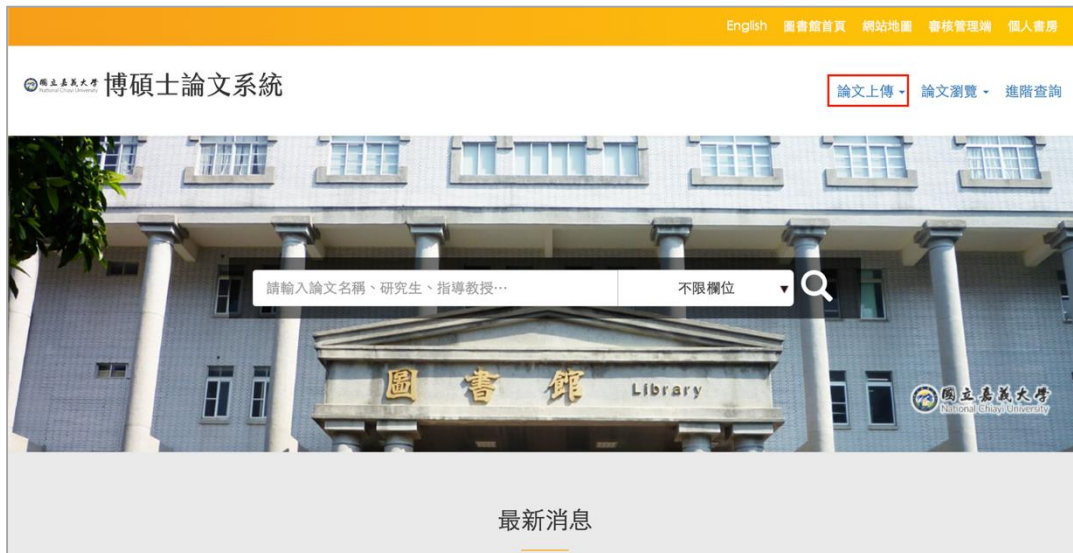 English 圖書館首頁 網站地圖 審核管理端 個人書房
國立嘉義大學 National Chiayi University 博碩士論文系統
論文上傳 論文瀏覽 進階查詢
請輸入論文名稱、研究生、指導教授… 不限欄位
圖書館 Library
國立嘉義大學
National Chiayi University
最新消息